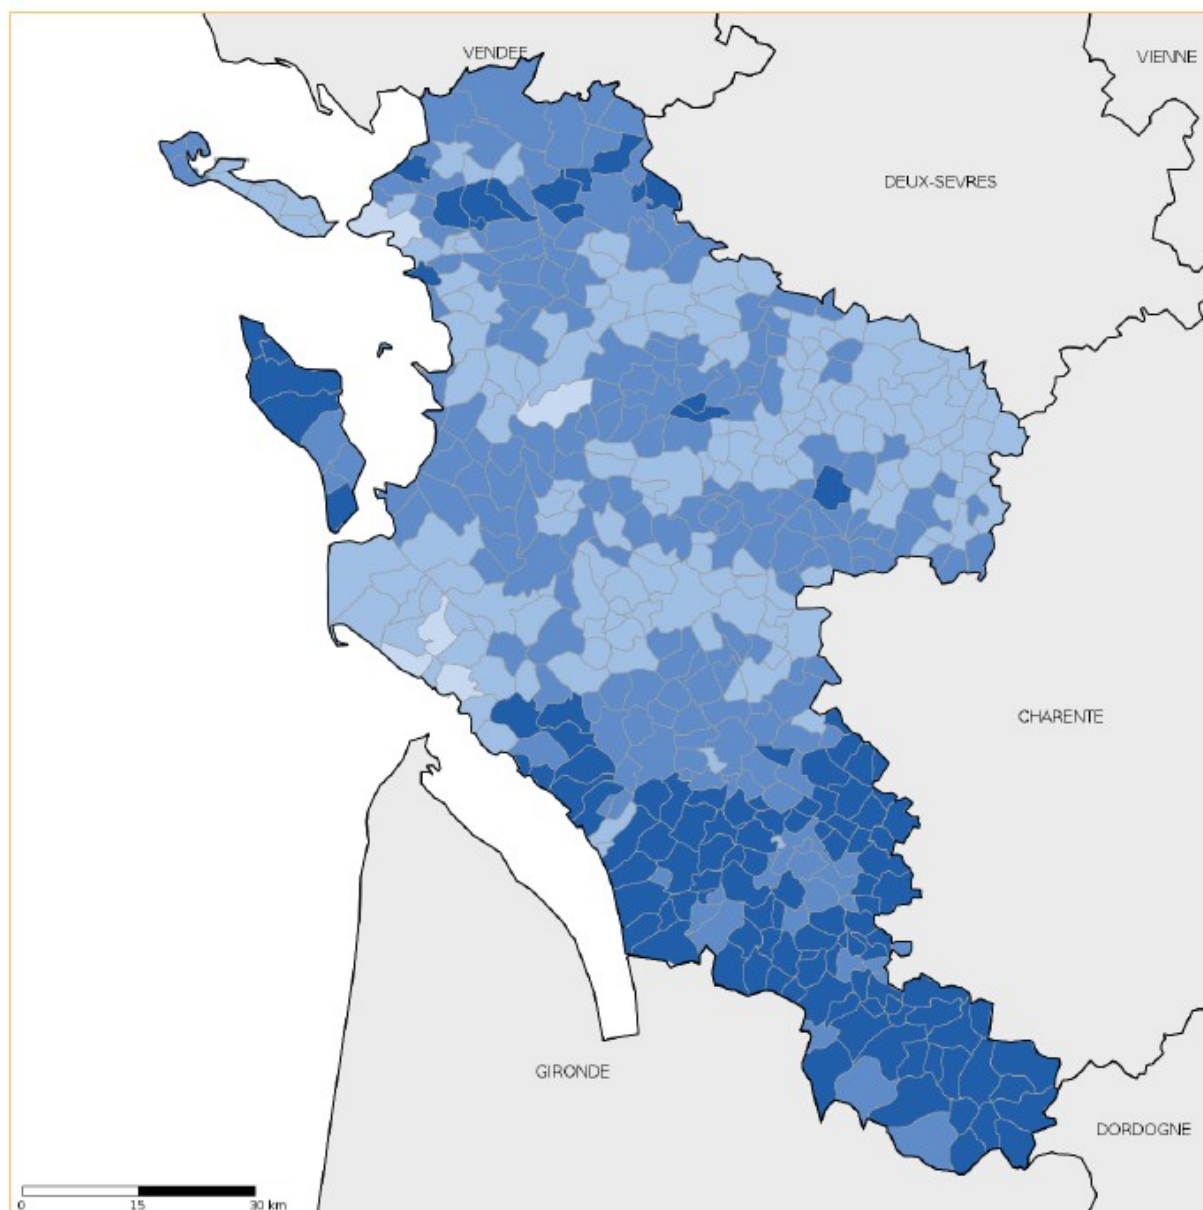 VENDEE
VIENNE
DEUX-SEVRES
CHARENTE
GIRONDE
DORDOGNE
0 15 30 km